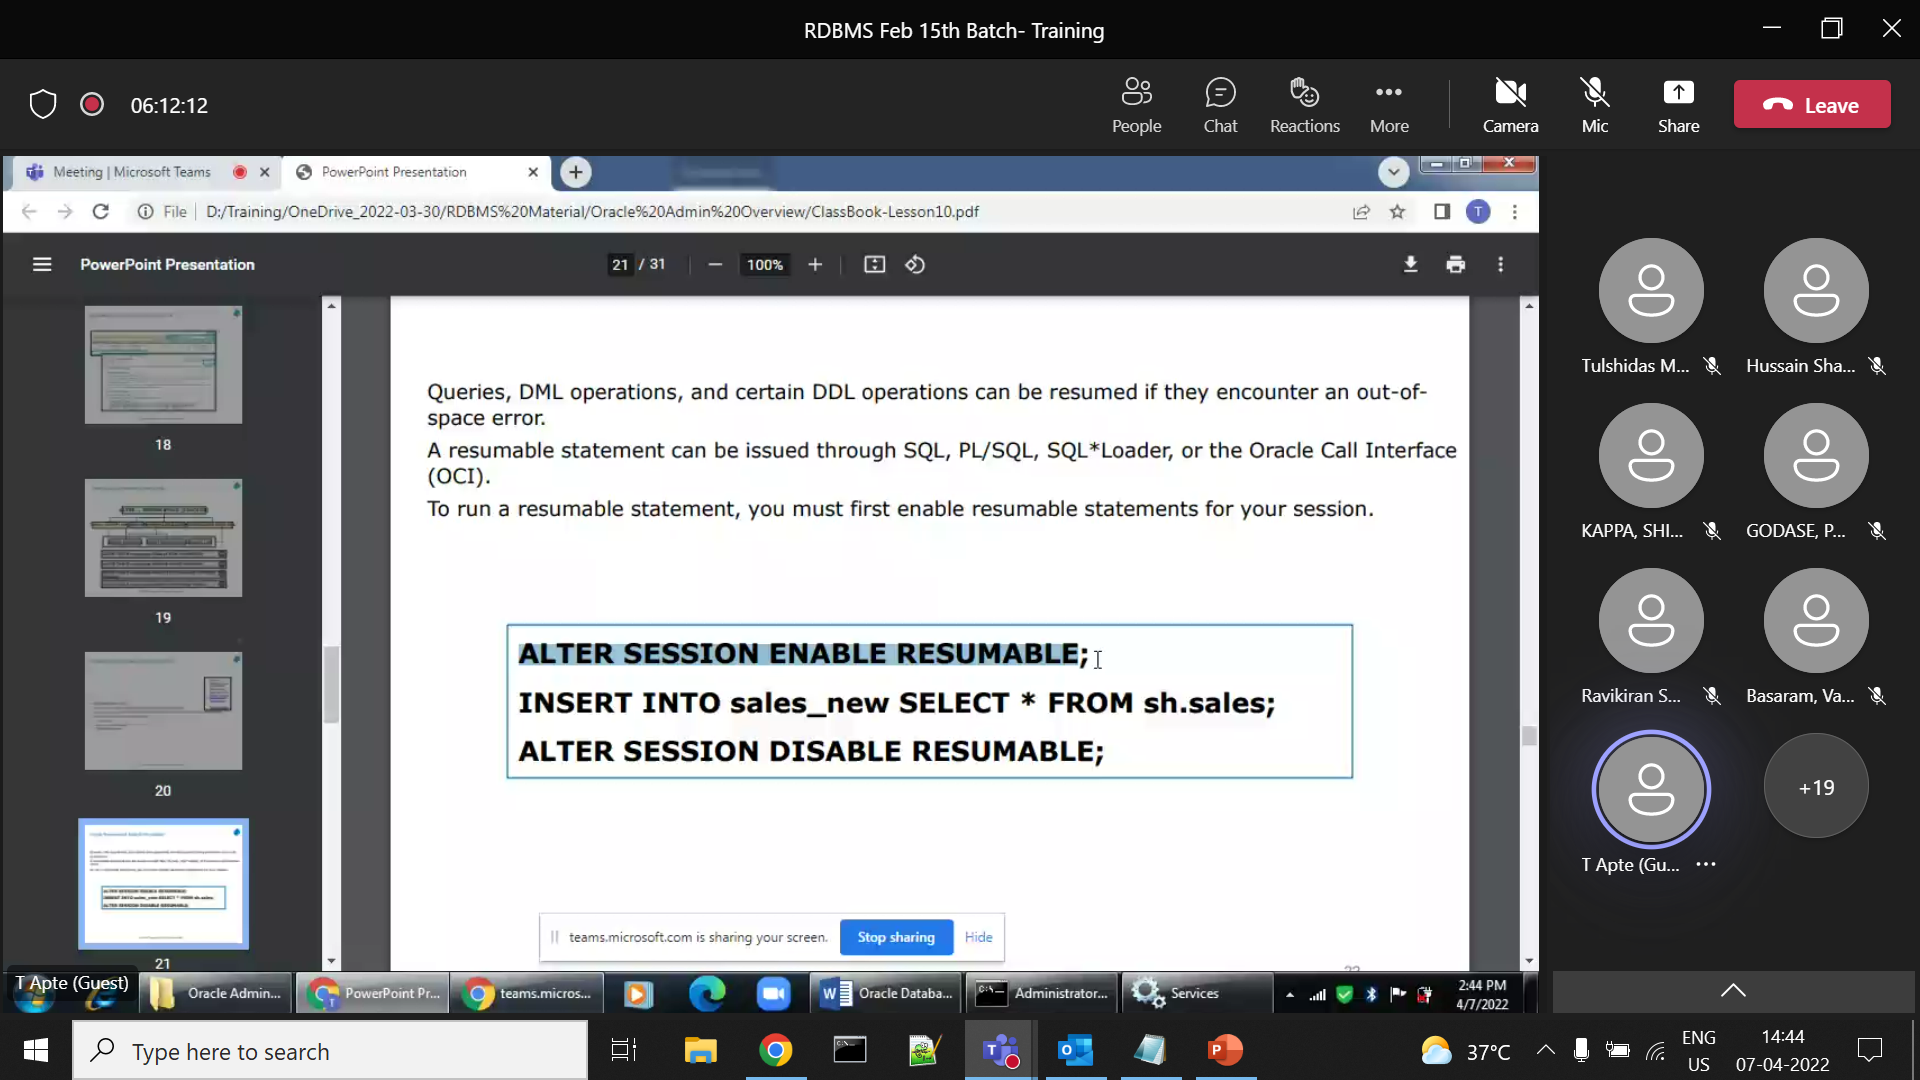 RDBMS Feb 15th Batch- Training
06:12:12
People
Chat
Reactions
More
Camera
Mic
Share
Leave
Meeting | Microsoft Teams
PowerPoint Presentation
File
D:/Training/OneDrive_2022-03-30/RDBMS%20Material/Oracle%20Admin%20Overview/ClassBook-Lesson10.pdf
T
PowerPoint Presentation
21 / 31
100%
18
19
20
21
Queries, DML operations, and certain DDL operations can be resumed if they encounter an out-of-
space error.
A resumable statement can be issued through SQL, PL/SQL, SQL*Loader, or the Oracle Call Interface
(OCI).
To run a resumable statement, you must first enable resumable statements for your session.
ALTER SESSION ENABLE RESUMABLE;
INSERT INTO sales_new SELECT * FROM sh.sales;
ALTER SESSION DISABLE RESUMABLE;
teams.microsoft.com is sharing your screen.
Stop sharing
Hide
Tulshidas M...
Hussain Sha...
KAPPA, SHI...
GODASE, P...
Ravikiran S...
Basaram, Va...
T Apte (Gu...
+19
T Apte (Guest)
Oracle Admin...
PowerPoint Pr...
teams.micros...
Oracle Databa...
Administrator...
Services
2:44 PM
4/7/2022
Type here to search
37°C
ENG
US
14:44
07-04-2022